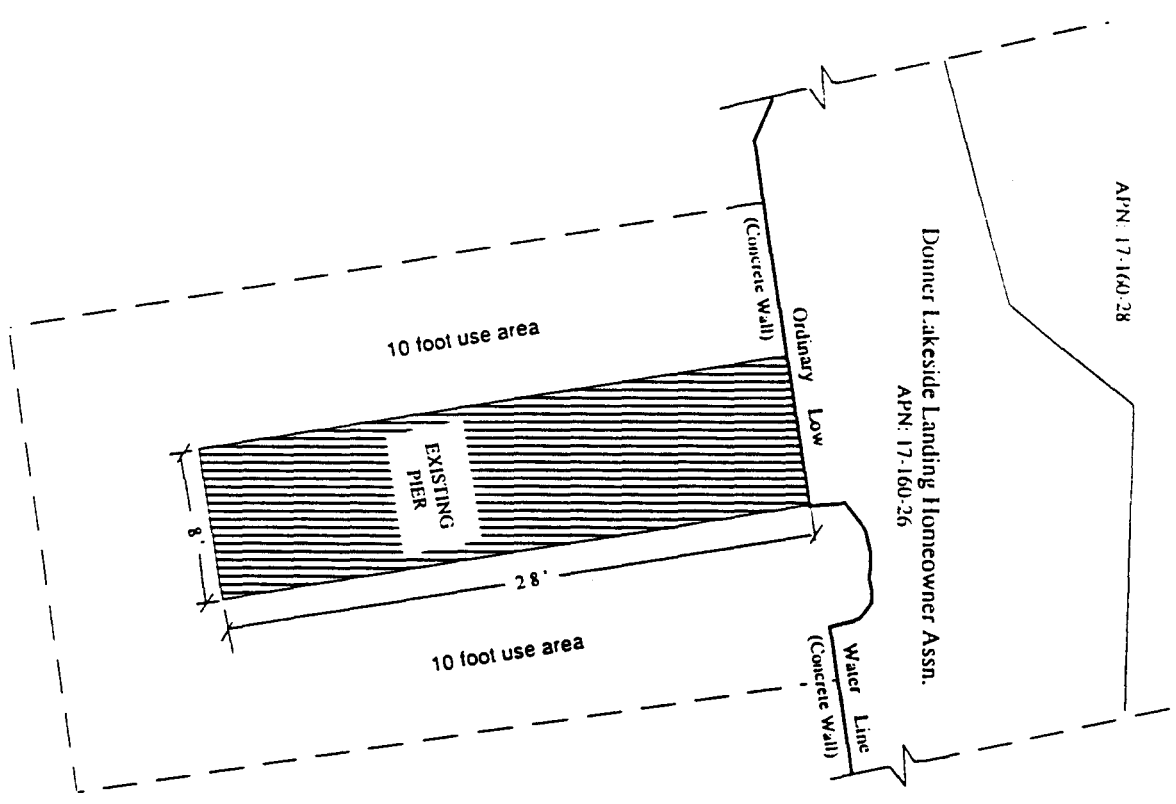 APN: 17-160-28
Donner Lakeside Landing Homeowner Assn.
APN: 17-160-26
Ordinary Low
(Concrete Wall)
10 foot use area
EXISTING
PIER
8'
28'
10 foot use area
Water Line
(Concrete Wall)